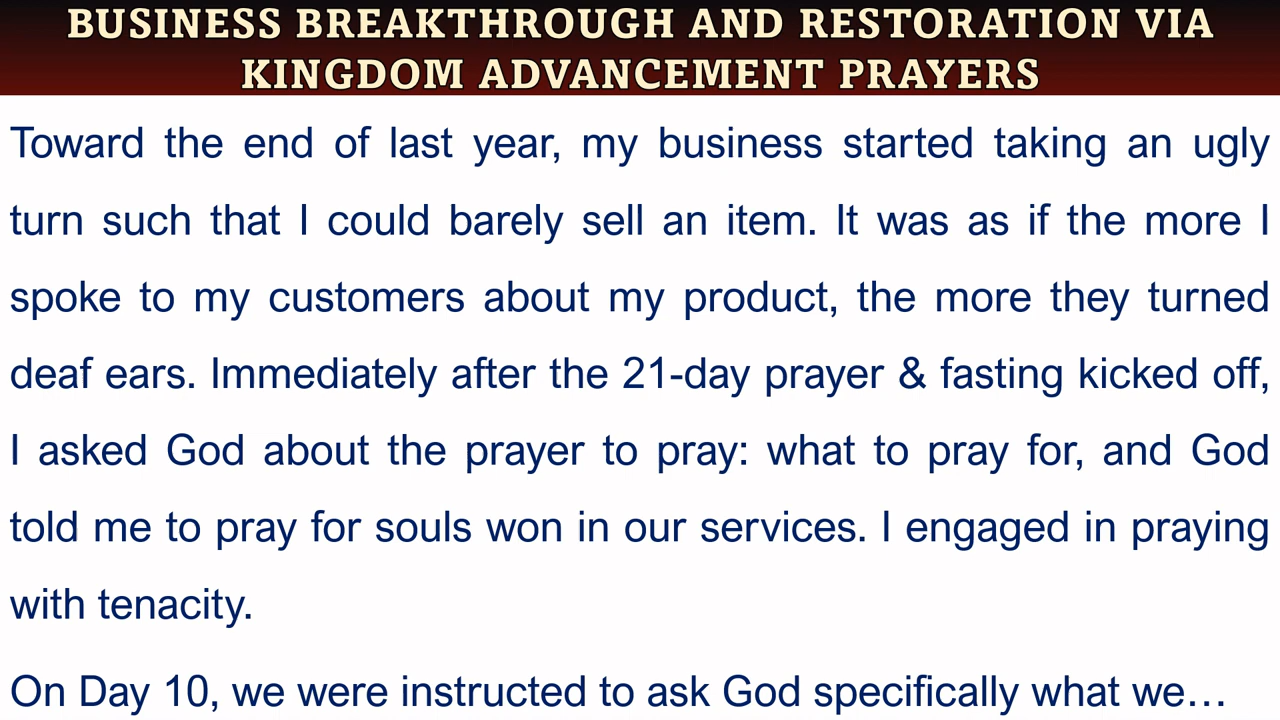 BUSINESS BREAKTHROUGH AND RESTORATION VIA
KINGDOM ADVANCEMENT PRAYERS
Toward the end of last year, my business started taking an ugly
turn such that I could barely sell an item. It was as if the more I
spoke to my customers about my product, the more they turned
deaf ears. Immediately after the 21-day prayer & fasting kicked off,
I asked God about the prayer to pray: what to pray for, and God
told me to pray for souls won in our services. I engaged in praying
with tenacity.
On Day 10, we were instructed to ask God specifically what we…